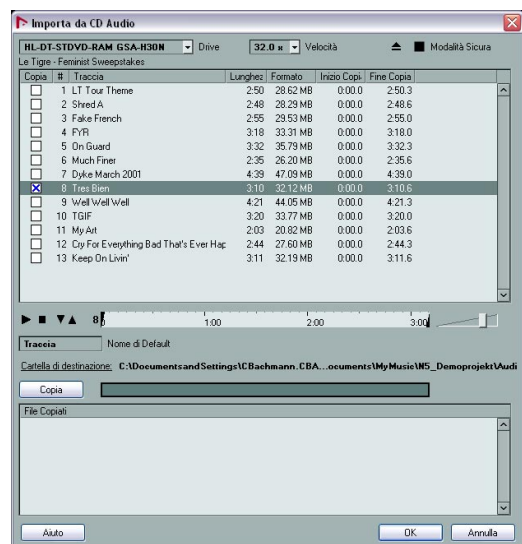 Importa da CD Audio
HL-DT-STDVD-RAM GSA-H30N Drive 32.0 x Velocità Modalità Sicura
Le Tigre - Feminist Sweepstakes
Copia # Traccia Lunghez Formato Inizio Copi Fine Copia
1 LT Tour Theme 2:50 28.62 MB 0:00.0 2:50.3
2 Shred A 2:48 28.29 MB 0:00.0 2:48.6
3 Fake French 2:55 29.53 MB 0:00.0 2:55.0
4 FYR 3:18 33.31 MB 0:00.0 3:18.0
5 On Guard 3:32 35.79 MB 0:00.0 3:32.3
6 Much Finer 2:35 26.20 MB 0:00.0 2:35.6
7 Dyke March 2001 4:39 47.09 MB 0:00.0 4:39.0
8 Tres Bien 3:10 32.12 MB 0:00.0 3:10.6
9 Well Well Well 4:21 44.05 MB 0:00.0 4:21.3
10 TGIF 3:20 33.77 MB 0:00.0 3:20.0
11 My Art 2:03 20.82 MB 0:00.0 2:03.6
12 Cry For Everything Bad That's Ever Hap 2:44 27.60 MB 0:00.0 2:44.3
13 Keep On Livin' 3:11 32.19 MB 0:00.0 3:11.6
8 1:00 2:00 3:00
Traccia Nome di Default
Cartella di destinazione: C:\DocumentsandSettings\CBachmann.CBA...ocuments\MyMusic\N5_Demoprojekt\Audi
Copia
File Copiati
Aiuto OK Annulla